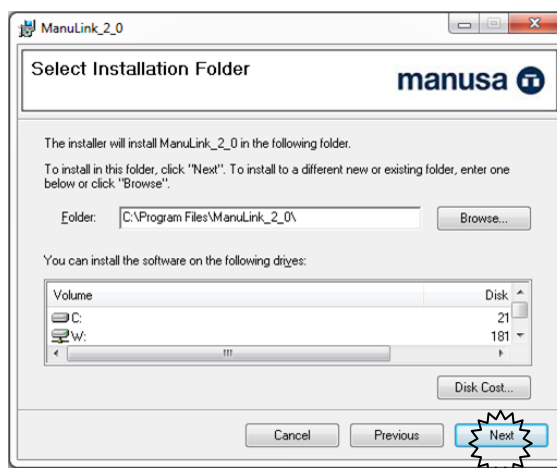 ManuLink_2_0
Select Installation Folder
manusa
The installer will install ManuLink_2_0 in the following folder.
To install in this folder, click "Next". To install to a different new or existing folder, enter one
below or click "Browse".
Folder: C:\Program Files\ManuLink_2_0\ Browse...
You can install the software on the following drives:
Volume Disk
C: 21
W: 181
Disk Cost...
Cancel Previous Next